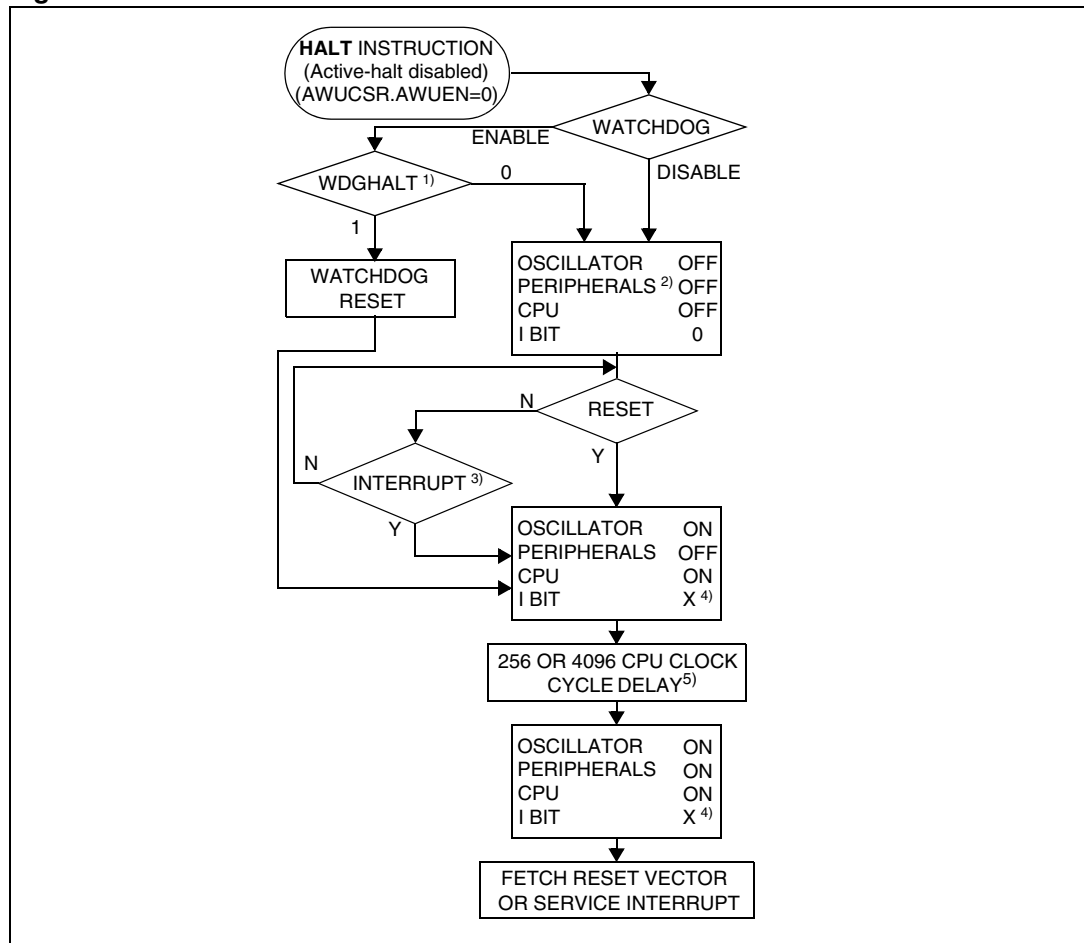 HALT INSTRUCTION
(Active-halt disabled)
(AWUCSR.AWUEN=0)
WATCHDOG
ENABLE
DISABLE
WDGHALT 1)
0
1
WATCHDOG
RESET
OSCILLATOR OFF
PERIPHERALS 2) OFF
CPU OFF
I BIT 0
RESET
N
Y
INTERRUPT 3)
N
Y
OSCILLATOR ON
PERIPHERALS OFF
CPU ON
I BIT X 4)
256 OR 4096 CPU CLOCK
CYCLE DELAY5)
OSCILLATOR ON
PERIPHERALS ON
CPU ON
I BIT X 4)
FETCH RESET VECTOR
OR SERVICE INTERRUPT